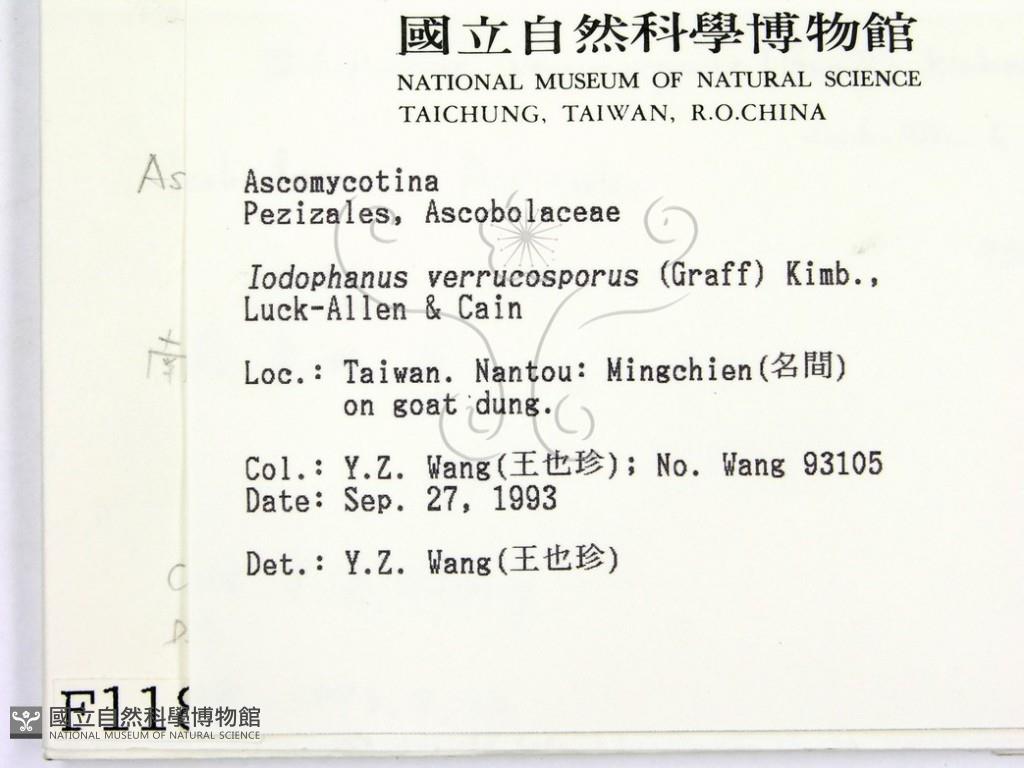 國立自然科學博物館
NATIONAL MUSEUM OF NATURAL SCIENCE
TAICHUNG, TAIWAN, R.O.CHINA
As
Ascomycotina
Pezizales, Ascobolaceae
Iodophanus verrucosporus (Graff) Kimb.,
Luck-Allen & Cain
南
Loc.: Taiwan. Nantou: Mingchien(名間)
on goat dung.
Col.: Y.Z. Wang(王也珍); No. Wang 93105
Date: Sep. 27, 1993
Det.: Y.Z. Wang(王也珍)
C
D.
F118
國立自然科學博物館
NATIONAL MUSEUM OF NATURAL SCIENCE